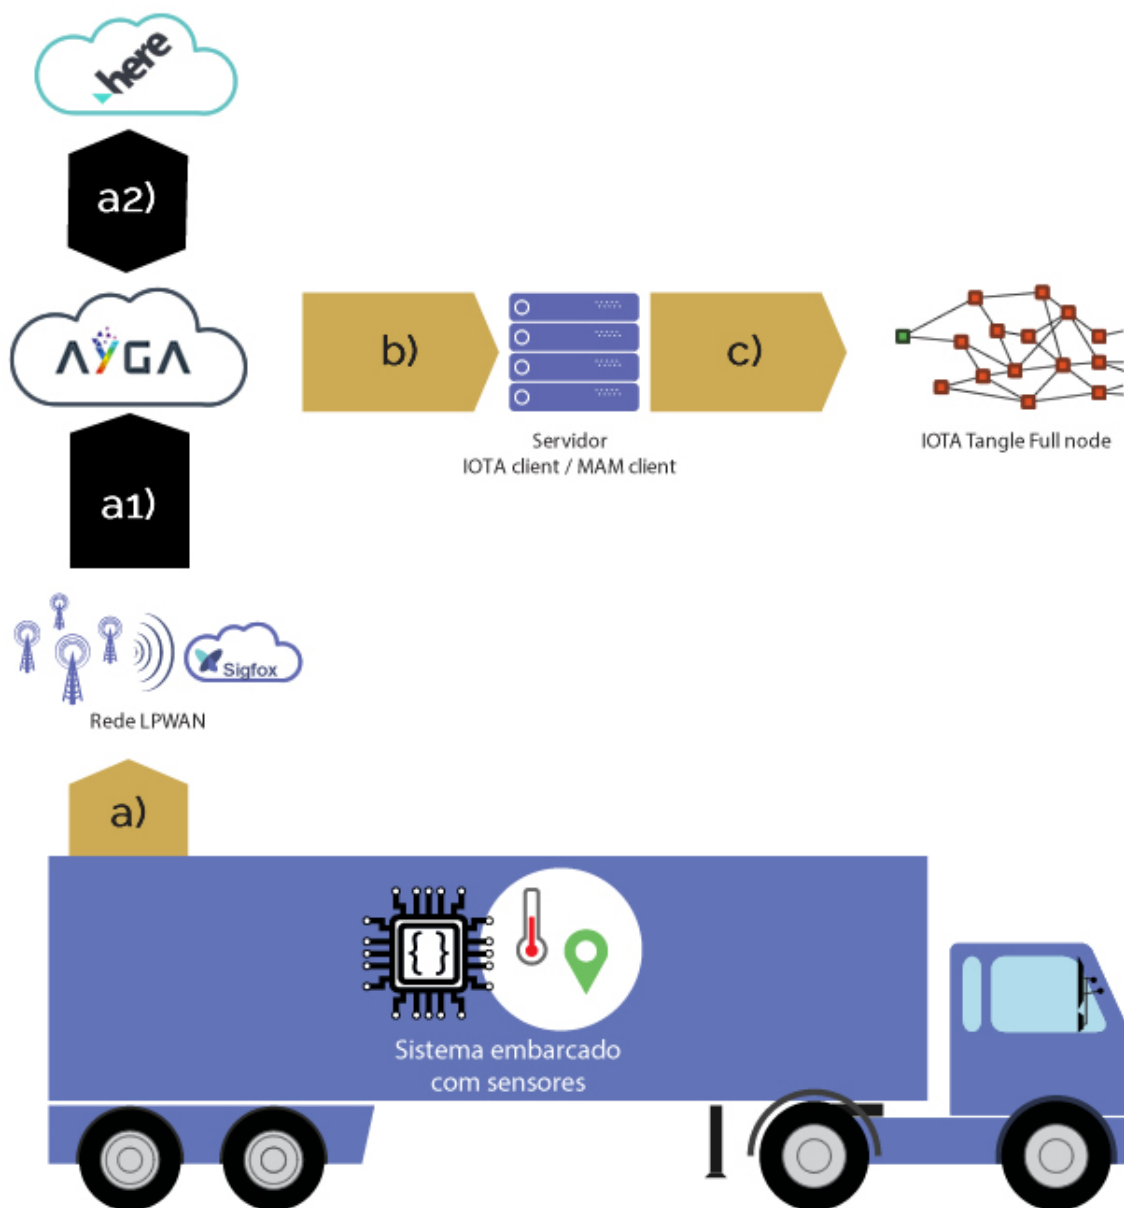 here
a2)
AYGA
b)
c)
Servidor
IOTA client / MAM client
IOTA Tangle Full node
a1)
Sigfox
Rede LPWAN
a)
{ }
Sistema embarcado
com sensores